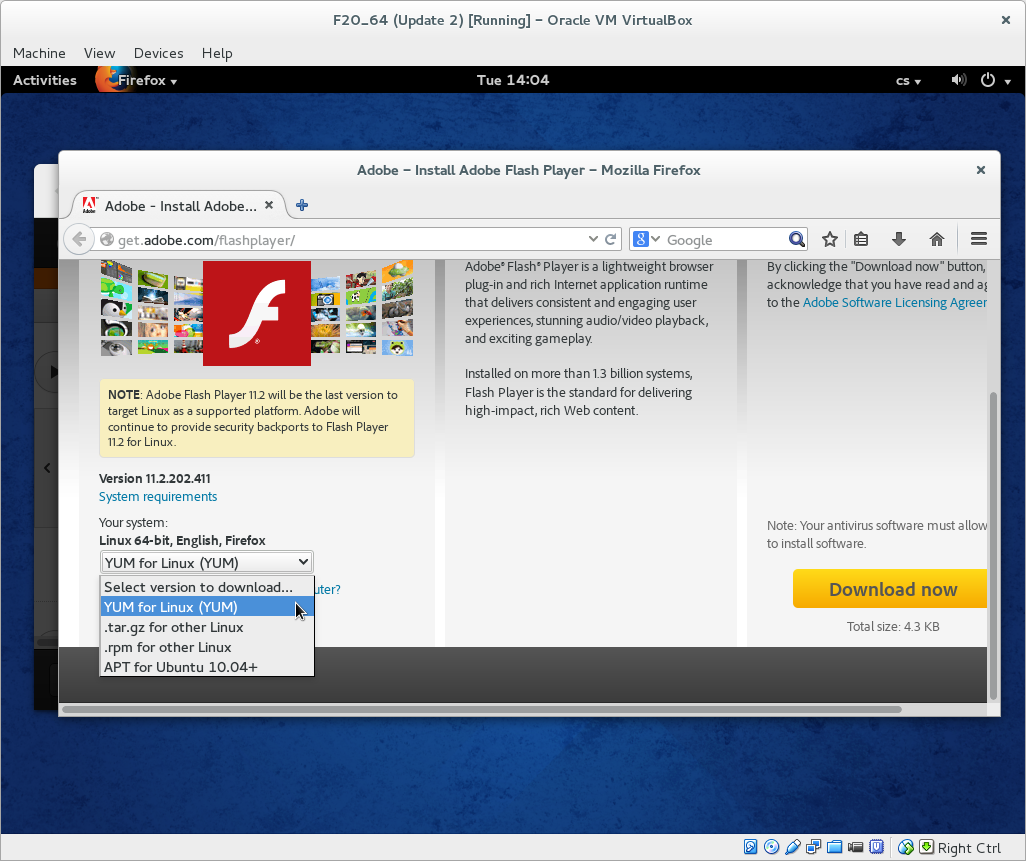 F20_64 (Update 2) [Running] – Oracle VM VirtualBox
Machine View Devices Help
Activities Firefox Tue 14:04 cs
Adobe – Install Adobe Flash Player – Mozilla Firefox
Adobe - Install Adobe...
get.adobe.com/flashplayer/ Google
NOTE: Adobe Flash Player 11.2 will be the last version to
target Linux as a supported platform. Adobe will
continue to provide security backports to Flash Player
11.2 for Linux.
Version 11.2.202.411
System requirements
Your system:
Linux 64-bit, English, Firefox
YUM for Linux (YUM)
uter?
Select version to download...
YUM for Linux (YUM)
.tar.gz for other Linux
.rpm for other Linux
APT for Ubuntu 10.04+
Adobe® Flash® Player is a lightweight browser
plug-in and rich Internet application runtime
that delivers consistent and engaging user
experiences, stunning audio/video playback,
and exciting gameplay.
Installed on more than 1.3 billion systems,
Flash Player is the standard for delivering
high-impact, rich Web content.
By clicking the "Download now" button,
acknowledge that you have read and ag
to the Adobe Software Licensing Agreer
Note: Your antivirus software must allow
to install software.
Download now
Total size: 4.3 KB
Right Ctrl